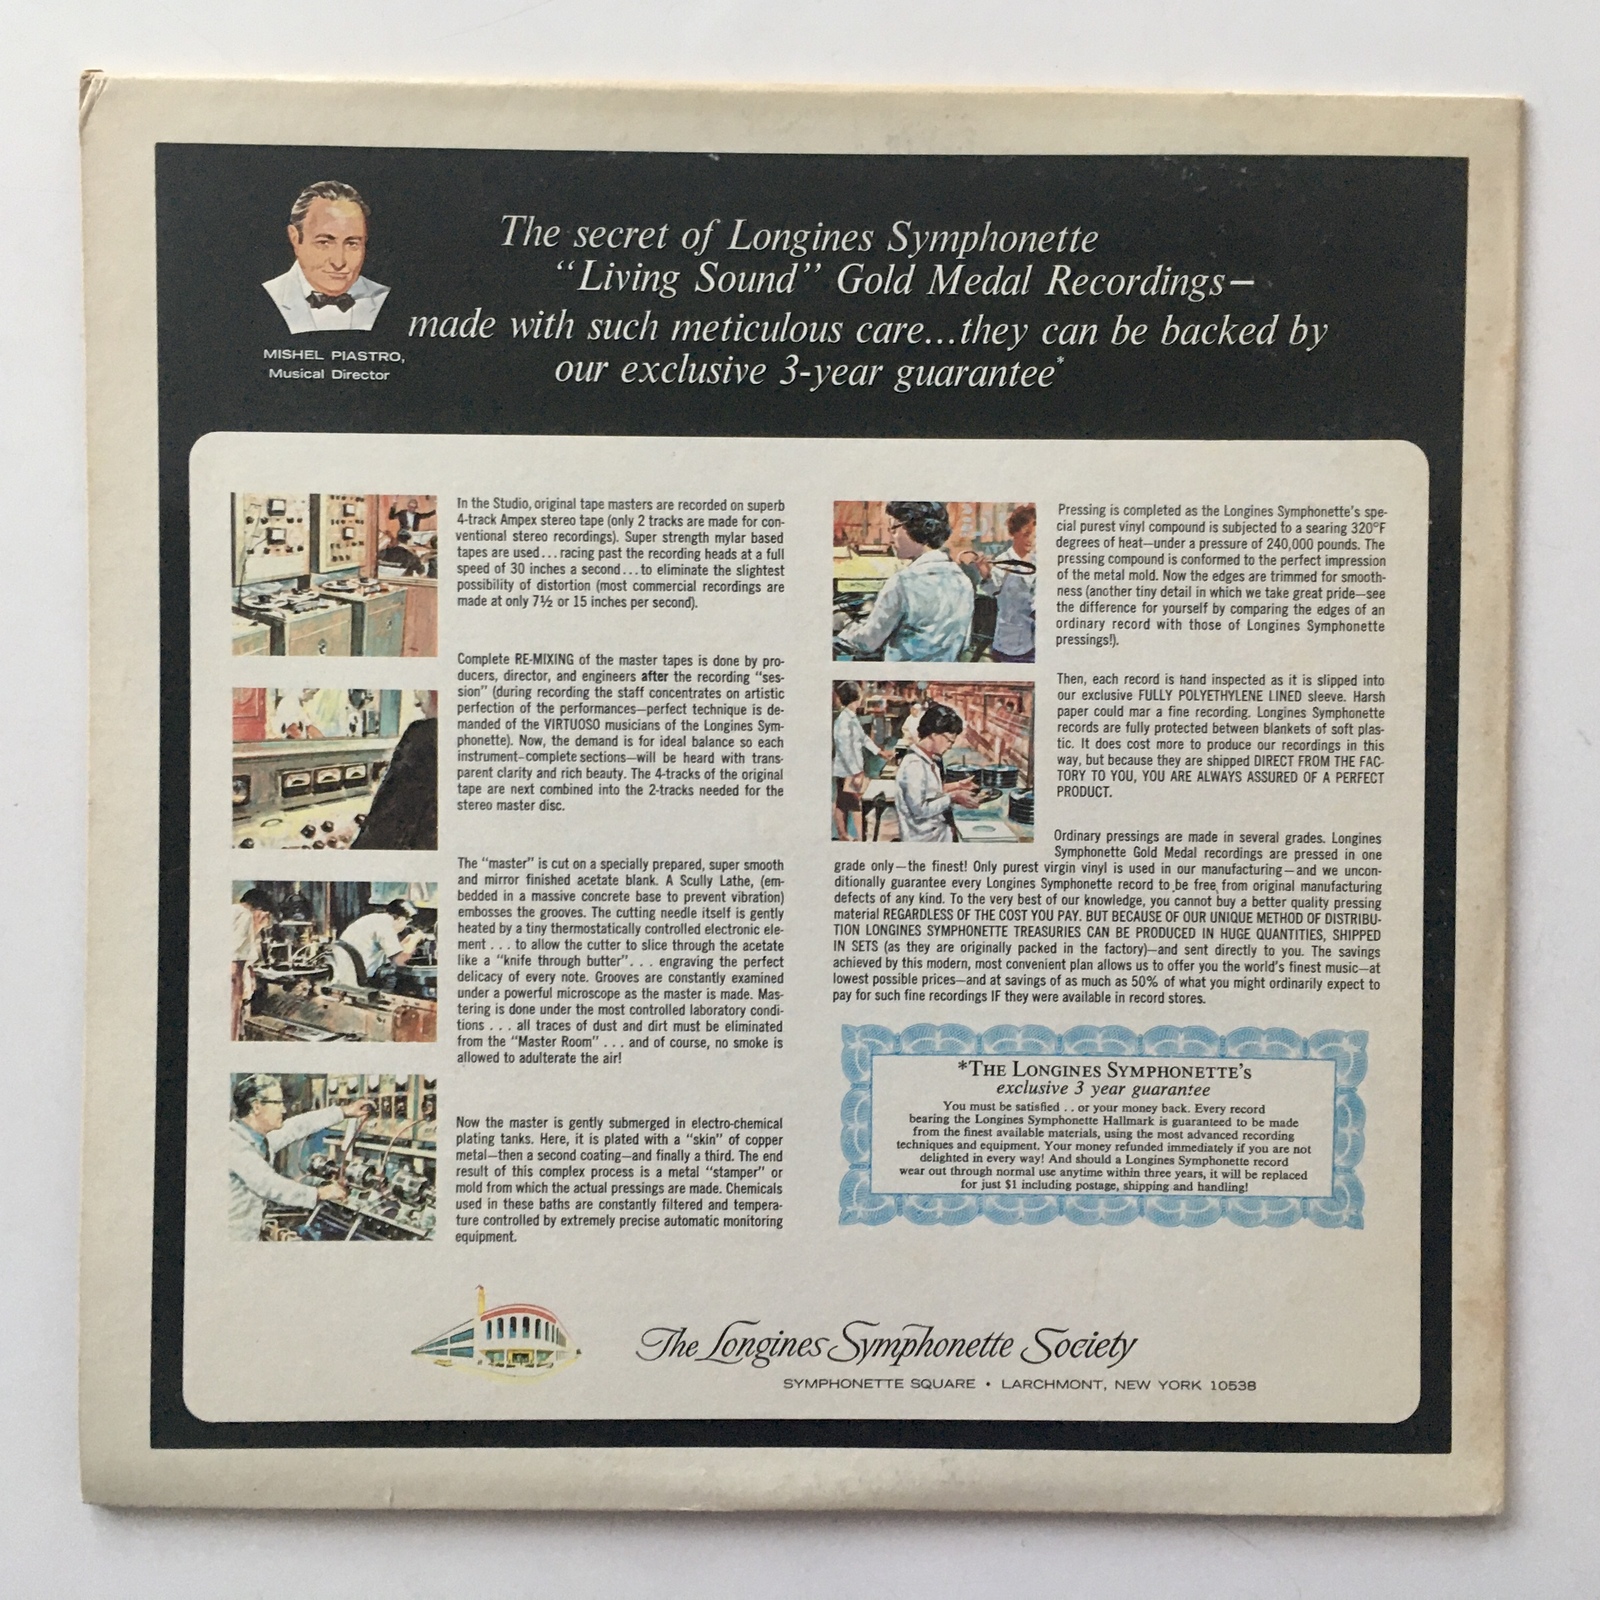 The secret of Longines Symphonette
“Living Sound” Gold Medal Recordings—
made with such meticulous care...they can be backed by
our exclusive 3-year guarantee*
MISHEL PIASTRO,
Musical Director
In the Studio, original tape masters are recorded on superb
4-track Ampex stereo tape (only 2 tracks are made for con-
ventional stereo recordings). Super strength mylar based
tapes are used...racing past the recording heads at a full
speed of 30 inches a second...to eliminate the slightest
possibility of distortion (most commercial recordings are
made at only 7½ or 15 inches per second).
Complete RE-MIXING of the master tapes is done by pro-
ducers, director, and engineers after the recording “ses-
sion” (during recording the staff concentrates on artistic
perfection of the performances—perfect technique is de-
manded of the VIRTUOSO musicians of the Longines Sym-
phonette). Now, the demand is for ideal balance so each
instrument—complete sections—will be heard with trans-
parent clarity and rich beauty. The 4-tracks of the original
tape are next combined into the 2-tracks needed for the
stereo master disc.
The “master” is cut on a specially prepared, super smooth
and mirror finished acetate blank. A Scully Lathe, (em-
bedded in a massive concrete base to prevent vibration)
embosses the grooves. The cutting needle itself is gently
heated by a tiny thermostatically controlled electronic ele-
ment . . . to allow the cutter to slice through the acetate
like a “knife through butter”. . . engraving the perfect
delicacy of every note. Grooves are constantly examined
under a powerful microscope as the master is made. Mas-
tering is done under the most controlled laboratory condi-
tions . . . all traces of dust and dirt must be eliminated
from the “Master Room” . . . and of course, no smoke is
allowed to adulterate the air!
Now the master is gently submerged in electro-chemical
plating tanks. Here, it is plated with a “skin” of copper
metal—then a second coating—and finally a third. The end
result of this complex process is a metal “stamper” or
mold from which the actual pressings are made. Chemicals
used in these baths are constantly filtered and tempera-
ture controlled by extremely precise automatic monitoring
equipment.
Pressing is completed as the Longines Symphonette's spe-
cial purest vinyl compound is subjected to a searing 320°F
degrees of heat—under a pressure of 240,000 pounds. The
pressing compound is conformed to the perfect impression
of the metal mold. Now the edges are trimmed for smooth-
ness (another tiny detail in which we take great pride—see
the difference for yourself by comparing the edges of an
ordinary record with those of Longines Symphonette
pressings!).
Then, each record is hand inspected as it is slipped into
our exclusive FULLY POLYETHYLENE LINED sleeve. Harsh
paper could mar a fine recording. Longines Symphonette
records are fully protected between blankets of soft plas-
tic. It does cost more to produce our recordings in this
way, but because they are shipped DIRECT FROM THE FAC-
TORY TO YOU, YOU ARE ALWAYS ASSURED OF A PERFECT
PRODUCT.
Ordinary pressings are made in several grades. Longines
Symphonette Gold Medal recordings are pressed in one
grade only—the finest! Only purest virgin vinyl is used in our manufacturing—and we uncon-
ditionally guarantee every Longines Symphonette record to be free from original manufacturing
defects of any kind. To the very best of our knowledge, you cannot buy a better quality pressing
material REGARDLESS OF THE COST YOU PAY. BUT BECAUSE OF OUR UNIQUE METHOD OF DISTRIBU-
TION LONGINES SYMPHONETTE TREASURIES CAN BE PRODUCED IN HUGE QUANTITIES, SHIPPED
IN SETS (as they are originally packed in the factory)—and sent directly to you. The savings
achieved by this modern, most convenient plan allows us to offer you the world's finest music—at
lowest possible prices—and at savings of as much as 50% of what you might ordinarily expect to
pay for such fine recordings IF they were available in record stores.
*THE LONGINES SYMPHONETTE'S
exclusive 3 year guarantee
You must be satisfied . . or your money back. Every record
bearing the Longines Symphonette Hallmark is guaranteed to be made
from the finest available materials, using the most advanced recording
techniques and equipment. Your money refunded immediately if you are not
delighted in every way! And should a Longines Symphonette record
wear out through normal use anytime within three years, it will be replaced
for just $1 including postage, shipping and handling!
The Longines Symphonette Society
SYMPHONETTE SQUARE • LARCHMONT, NEW YORK 10538